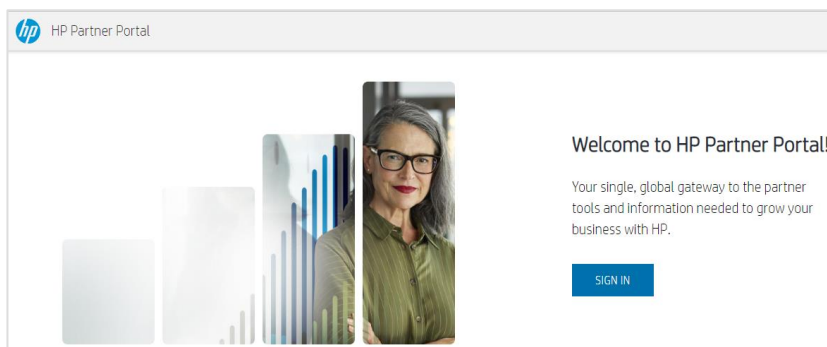 hp HP Partner Portal
Welcome to HP Partner Portal!
Your single, global gateway to the partner
tools and information needed to grow your
business with HP.
SIGN IN